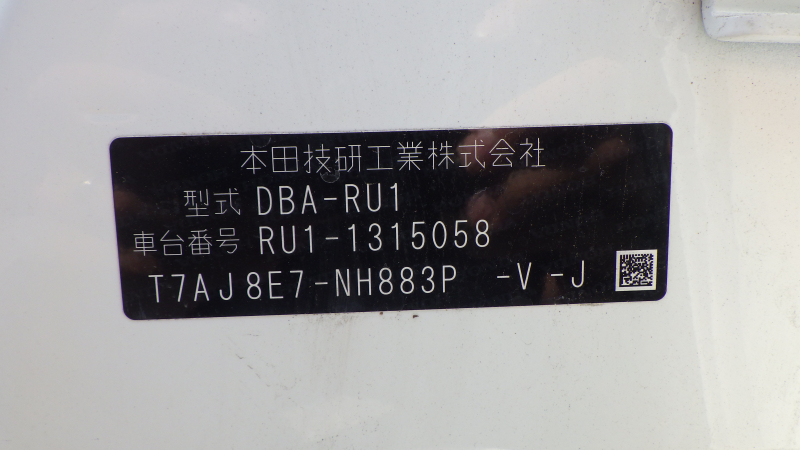 本田技研工業株式会社
型式 DBA-RU1
車台番号 RU1-1315058
T7AJ8E7-NH883P -V -J